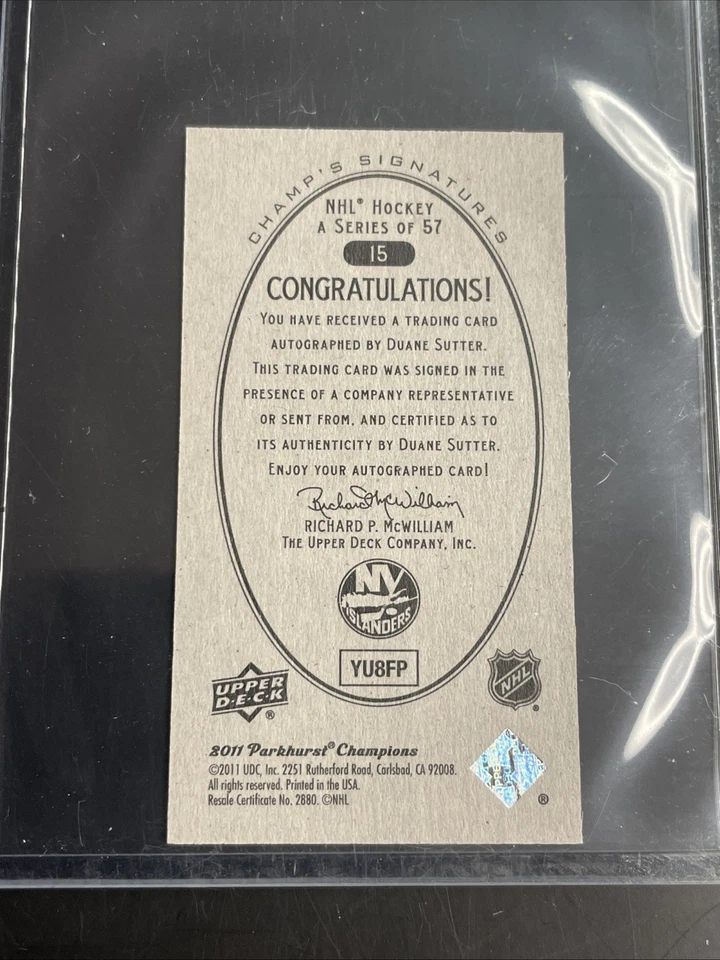 CHAMP'S SIGNATURES
NHL® HOCKEY
A SERIES OF 57
15
CONGRATULATIONS!
YOU HAVE RECEIVED A TRADING CARD
AUTOGRAPHED BY DUANE SUTTER.
THIS TRADING CARD WAS SIGNED IN THE
PRESENCE OF A COMPANY REPRESENTATIVE
OR SENT FROM, AND CERTIFIED AS TO
ITS AUTHENTICITY BY DUANE SUTTER.
ENJOY YOUR AUTOGRAPHED CARD!
Richard McWilliam
RICHARD P. MCWILLIAM
THE UPPER DECK COMPANY, INC.
NY
ISLANDERS
YU8FP
UPPER
D·E·C·K
®
NHL
®
2011 Parkhurst® Champions
©2011 UDC, Inc. 2251 Rutherford Road, Carlsbad, CA 92008.
All rights reserved. Printed in the USA.
Resale Certificate No. 2880. ©NHL
®